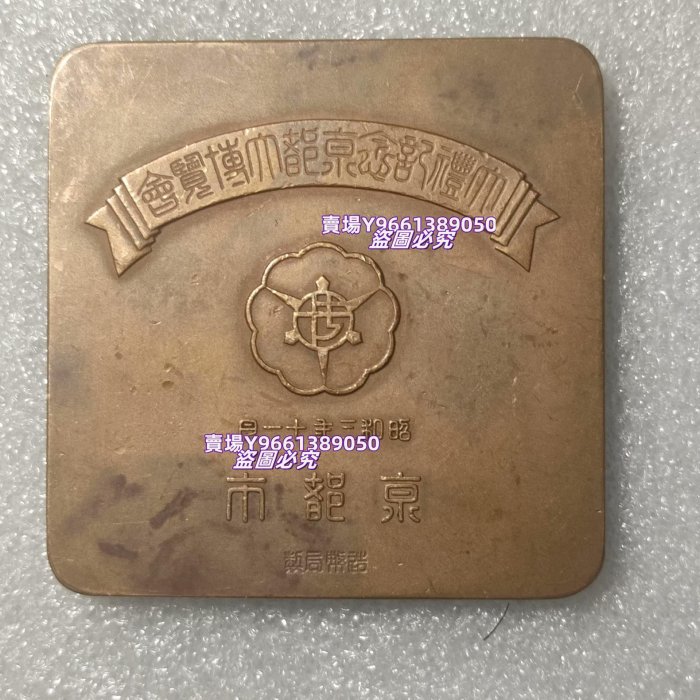 大禮記念京都大博覽會
賣場Y9661389050
盜圖必究
昭和三年十一月
賣場Y9661389050
盜圖必究
京都市
造幣局製